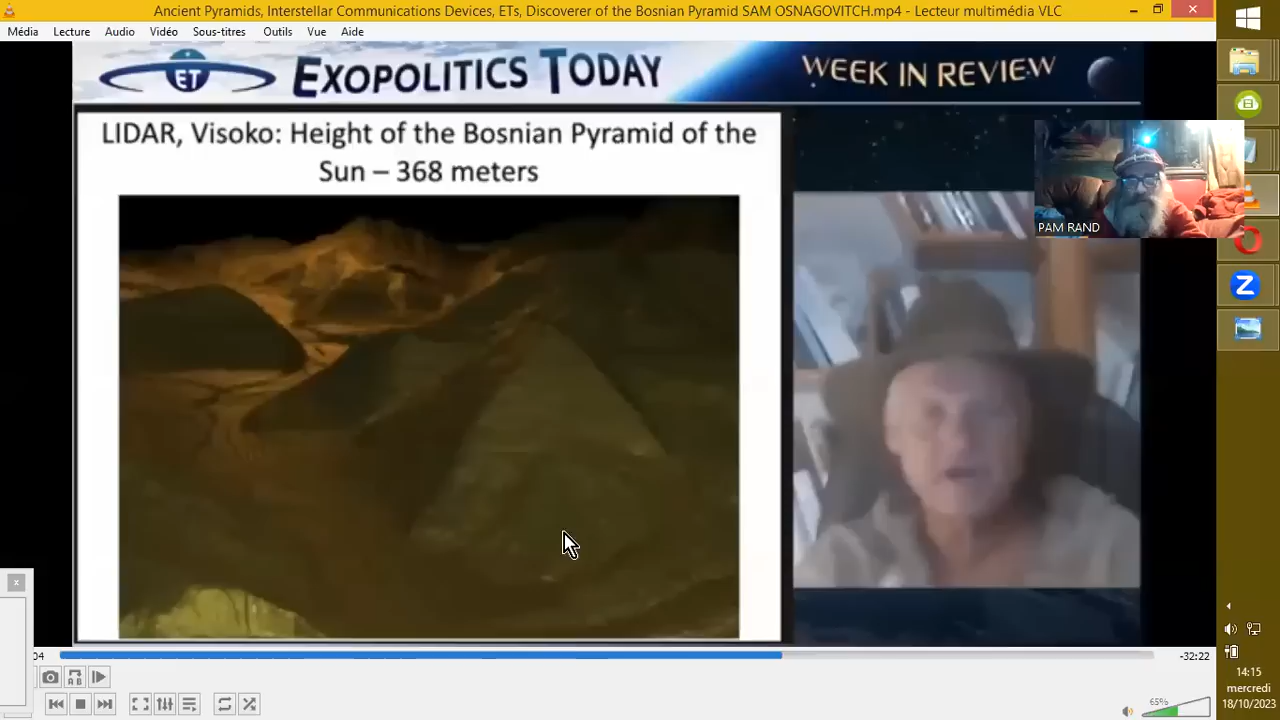 Ancient Pyramids, Interstellar Communications Devices, ETs, Discoverer of the Bosnian Pyramid SAM OSNAGOVITCH.mp4 - Lecteur multimédia VLC
Média Lecture Audio Vidéo Sous-titres Outils Vue Aide
ET EXOPOLITICS TODAY WEEK IN REVIEW
LIDAR, Visoko: Height of the Bosnian Pyramid of the
Sun – 368 meters
PAM RAND
04 -32:22
65%
14:15
mercredi
18/10/2023